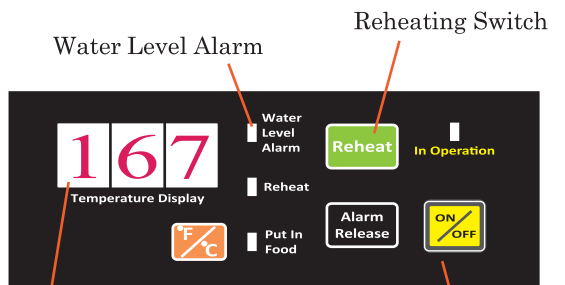 Reheating Switch
Water Level Alarm
167
Temperature Display
Water
Level
Alarm
Reheat
Put In
Food
°F/°C
Reheat
Alarm
Release
In Operation
ON/OFF